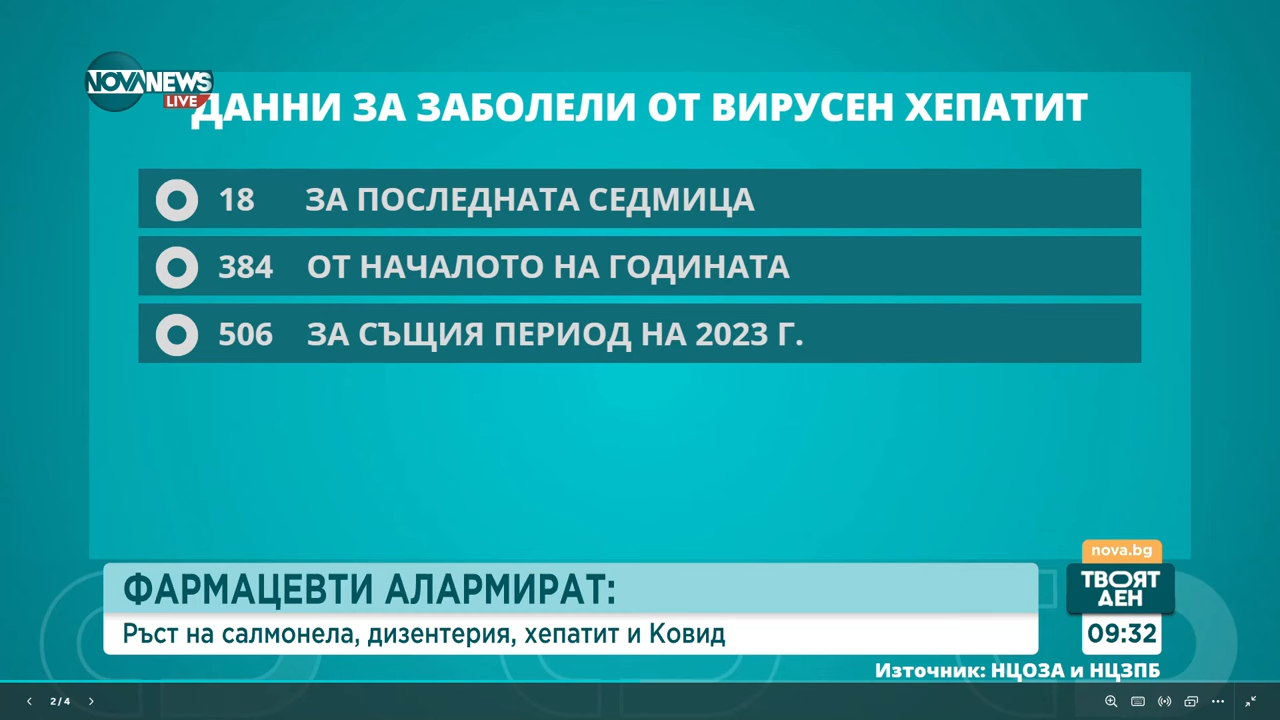 NOVANEWS
LIVE
ДАННИ ЗА ЗАБОЛЕЛИ ОТ ВИРУСЕН ХЕПАТИТ
18 ЗА ПОСЛЕДНАТА СЕДМИЦА
384 ОТ НАЧАЛОТО НА ГОДИНАТА
506 ЗА СЪЩИЯ ПЕРИОД НА 2023 Г.
nova.bg
ФАРМАЦЕВТИ АЛАРМИРАТ:
ТВОЯТ
ДЕН
Ръст на салмонела, дизентерия, хепатит и Ковид
09:32
Източник: НЦОЗА и НЦЗПБ
2/4